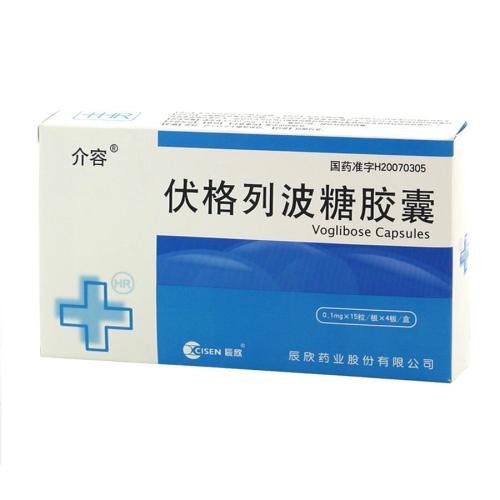 HR
介容®
国药准字H20070305
伏格列波糖胶囊
Voglibose Capsules
HR
0.1mg×15粒/板×4板/盒
CISEN 辰欣
辰欣药业股份有限公司